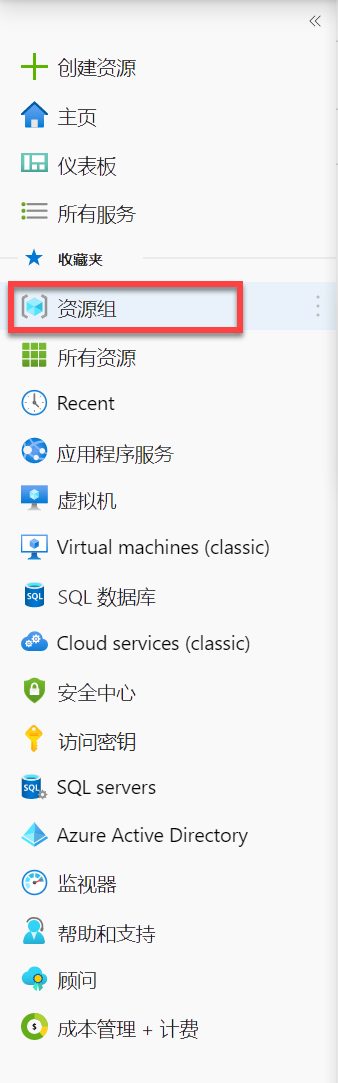 «
创建资源
主页
仪表板
所有服务
收藏夹
资源组
所有资源
Recent
应用程序服务
虚拟机
Virtual machines (classic)
SQL 数据库
Cloud services (classic)
安全中心
访问密钥
SQL servers
Azure Active Directory
监视器
帮助和支持
顾问
成本管理 + 计费